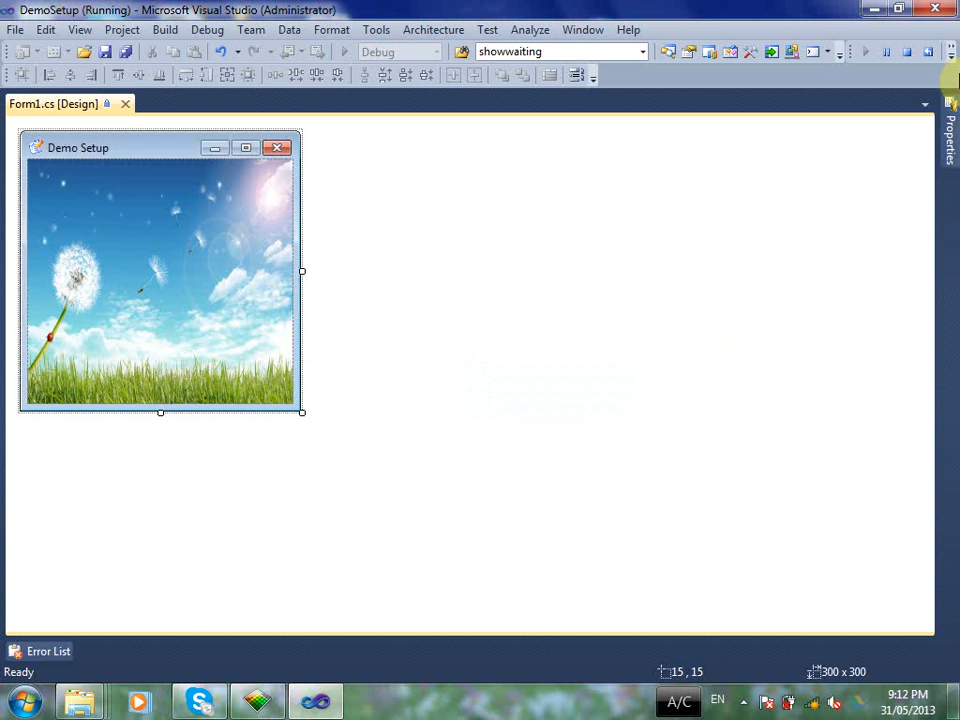 DemoSetup (Running) - Microsoft Visual Studio (Administrator)
File Edit View Project Build Debug Team Data Format Tools Architecture Test Analyze Window Help
Debug showwaiting
Form1.cs [Design]
Properties
Demo Setup
Error List
Ready 15 , 15 300 x 300
A/C EN 9:12 PM
31/05/2013